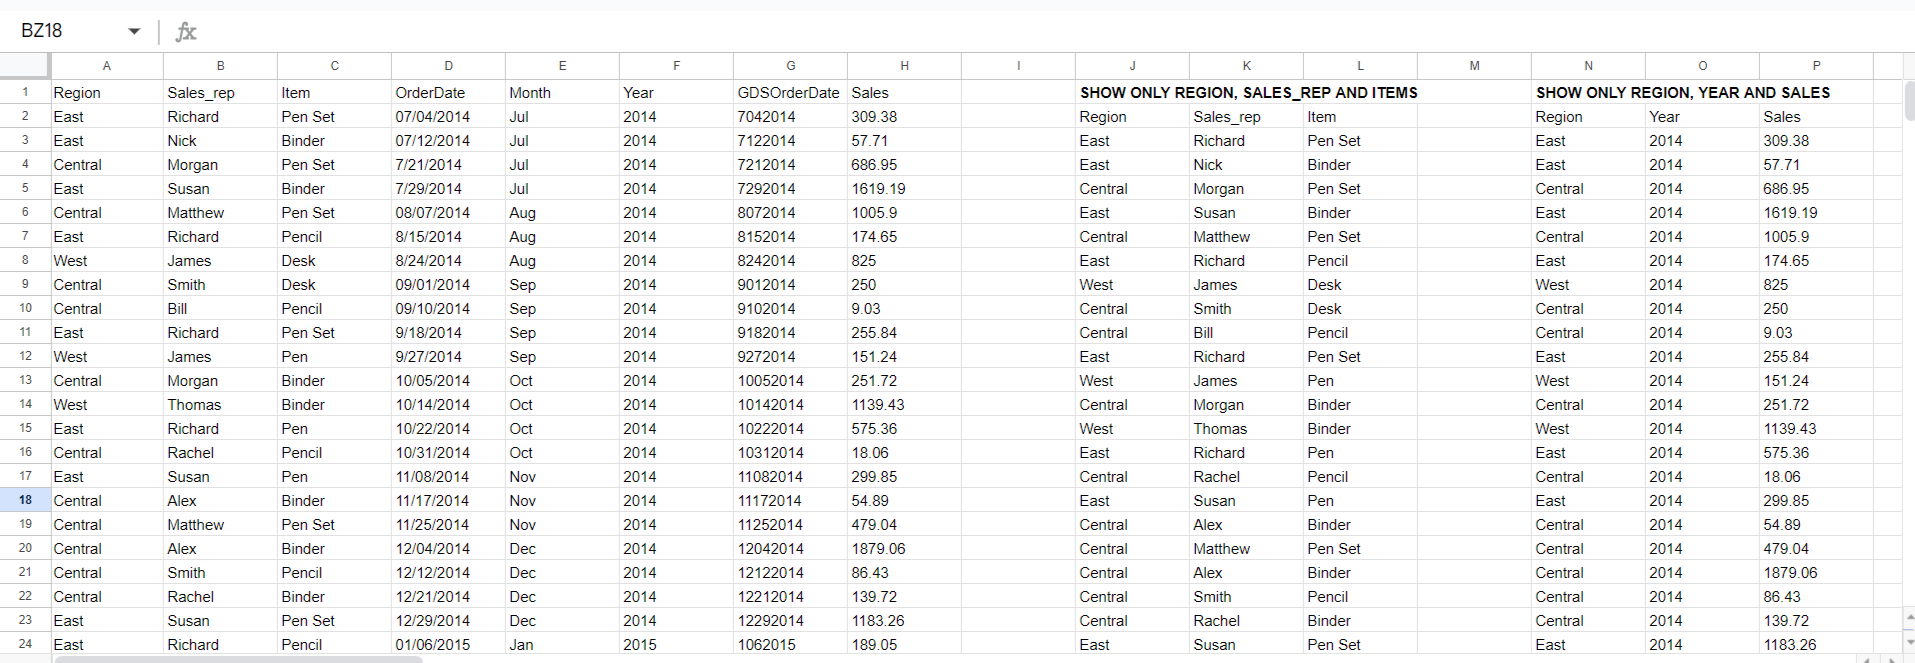 BZ18 fx
A B C D E F G H I J K L M N O P
1 Region Sales_rep Item OrderDate Month Year GDSOrderDate Sales SHOW ONLY REGION, SALES_REP AND ITEMS SHOW ONLY REGION, YEAR AND SALES
2 East Richard Pen Set 07/04/2014 Jul 2014 7042014 309.38 Region Sales_rep Item Region Year Sales
3 East Nick Binder 07/12/2014 Jul 2014 7122014 57.71 East Richard Pen Set East 2014 309.38
4 Central Morgan Pen Set 7/21/2014 Jul 2014 7212014 686.95 East Nick Binder East 2014 57.71
5 East Susan Binder 7/29/2014 Jul 2014 7292014 1619.19 Central Morgan Pen Set Central 2014 686.95
6 Central Matthew Pen Set 08/07/2014 Aug 2014 8072014 1005.9 East Susan Binder East 2014 1619.19
7 East Richard Pencil 8/15/2014 Aug 2014 8152014 174.65 Central Matthew Pen Set Central 2014 1005.9
8 West James Desk 8/24/2014 Aug 2014 8242014 825 East Richard Pencil East 2014 174.65
9 Central Smith Desk 09/01/2014 Sep 2014 9012014 250 West James Desk West 2014 825
10 Central Bill Pencil 09/10/2014 Sep 2014 9102014 9.03 Central Smith Desk Central 2014 250
11 East Richard Pen Set 9/18/2014 Sep 2014 9182014 255.84 Central Bill Pencil Central 2014 9.03
12 West James Pen 9/27/2014 Sep 2014 9272014 151.24 East Richard Pen Set East 2014 255.84
13 Central Morgan Binder 10/05/2014 Oct 2014 10052014 251.72 West James Pen West 2014 151.24
14 West Thomas Binder 10/14/2014 Oct 2014 10142014 1139.43 Central Morgan Binder Central 2014 251.72
15 East Richard Pen 10/22/2014 Oct 2014 10222014 575.36 West Thomas Binder West 2014 1139.43
16 Central Rachel Pencil 10/31/2014 Oct 2014 10312014 18.06 East Richard Pen East 2014 575.36
17 East Susan Pen 11/08/2014 Nov 2014 11082014 299.85 Central Rachel Pencil Central 2014 18.06
18 Central Alex Binder 11/17/2014 Nov 2014 11172014 54.89 East Susan Pen East 2014 299.85
19 Central Matthew Pen Set 11/25/2014 Nov 2014 11252014 479.04 Central Alex Binder Central 2014 54.89
20 Central Alex Binder 12/04/2014 Dec 2014 12042014 1879.06 Central Matthew Pen Set Central 2014 479.04
21 Central Smith Pencil 12/12/2014 Dec 2014 12122014 86.43 Central Alex Binder Central 2014 1879.06
22 Central Rachel Binder 12/21/2014 Dec 2014 12212014 139.72 Central Smith Pencil Central 2014 86.43
23 East Susan Pen Set 12/29/2014 Dec 2014 12292014 1183.26 Central Rachel Binder Central 2014 139.72
24 East Richard Pencil 01/06/2015 Jan 2015 1062015 189.05 East Susan Pen Set East 2014 1183.26